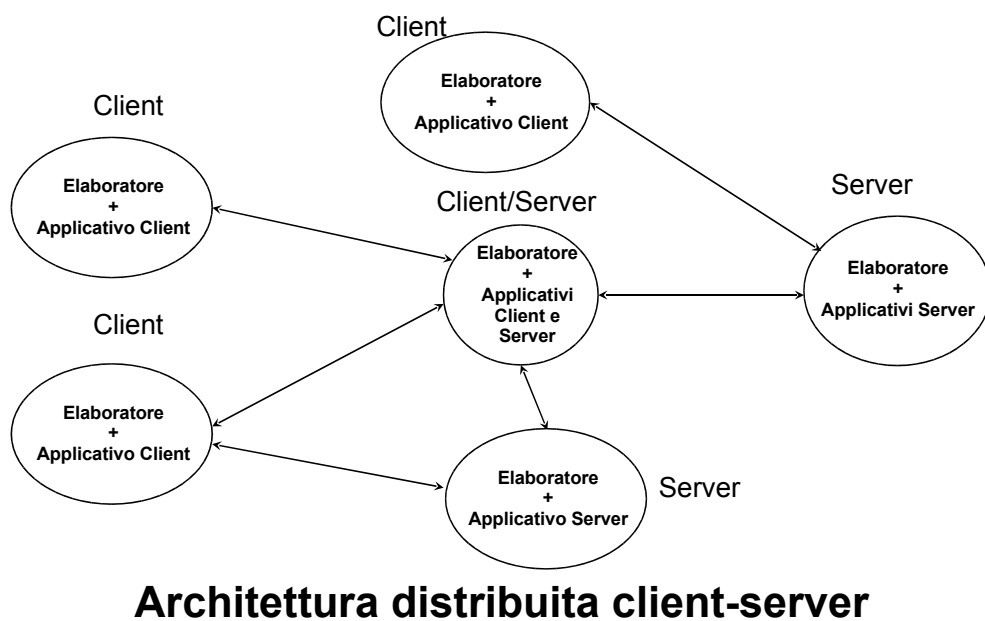 Client
Elaboratore
+
Applicativo Client
Client
Elaboratore
+
Applicativo Client
Client/Server
Elaboratore
+
Applicativi
Client e
Server
Server
Elaboratore
+
Applicativi Server
Client
Elaboratore
+
Applicativo Client
Elaboratore
+
Applicativo Server
Server
Architettura distribuita client-server